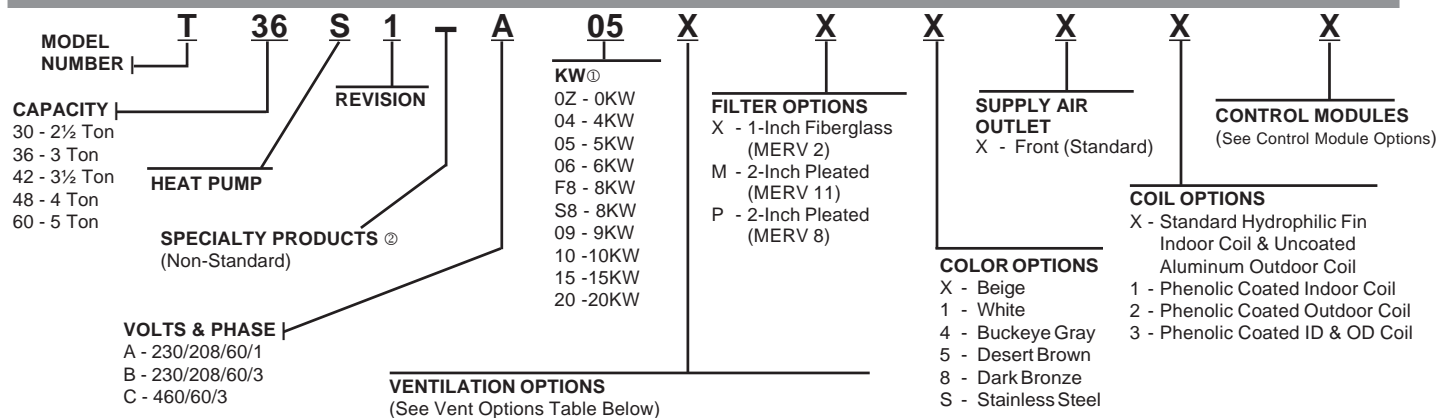 T 36 S 1 – A 05 X X X X X X
MODEL
NUMBER
CAPACITY
30 - 2½ Ton
36 - 3 Ton
42 - 3½ Ton
48 - 4 Ton
60 - 5 Ton
HEAT PUMP
REVISION
SPECIALTY PRODUCTS ②
(Non-Standard)
VOLTS & PHASE
A - 230/208/60/1
B - 230/208/60/3
C - 460/60/3
KW①
0Z - 0KW
04 - 4KW
05 - 5KW
06 - 6KW
F8 - 8KW
S8 - 8KW
09 - 9KW
10 -10KW
15 -15KW
20 -20KW
VENTILATION OPTIONS
(See Vent Options Table Below)
FILTER OPTIONS
X - 1-Inch Fiberglass
(MERV 2)
M - 2-Inch Pleated
(MERV 11)
P - 2-Inch Pleated
(MERV 8)
COLOR OPTIONS
X - Beige
1 - White
4 - Buckeye Gray
5 - Desert Brown
8 - Dark Bronze
S - Stainless Steel
SUPPLY AIR
OUTLET
X - Front (Standard)
COIL OPTIONS
X - Standard Hydrophilic Fin
Indoor Coil & Uncoated
Aluminum Outdoor Coil
1 - Phenolic Coated Indoor Coil
2 - Phenolic Coated Outdoor Coil
3 - Phenolic Coated ID & OD Coil
CONTROL MODULES
(See Control Module Options)